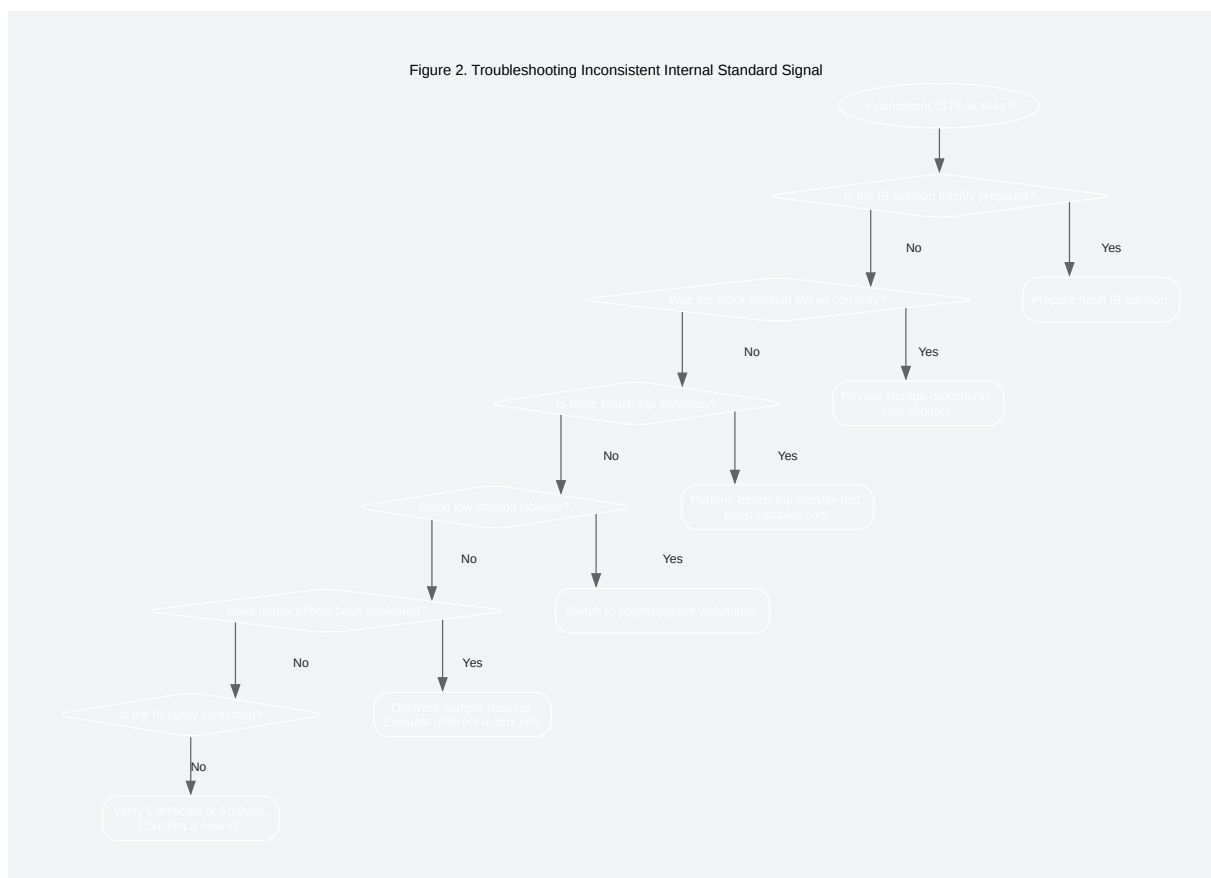 Figure 2. Troubleshooting Inconsistent Internal Standard Signal
Inconsistent IS Peak Area?
Is the IS solution freshly prepared?
No
Yes
Was the stock solution stored correctly?
Prepare fresh IS solution.
No
Yes
Is there bench-top instability?
Review storage procedures.
Use aliquots.
No
Yes
Using low-binding labware?
Perform bench-top stability test.
Keep samples cool.
No
Yes
Have matrix effects been evaluated?
Switch to polypropylene vials/tubes.
No
Yes
Is the IS purity confirmed?
Optimize sample cleanup.
Evaluate different matrix lots.
No
Verify Certificate of Analysis.
Consider a new lot.